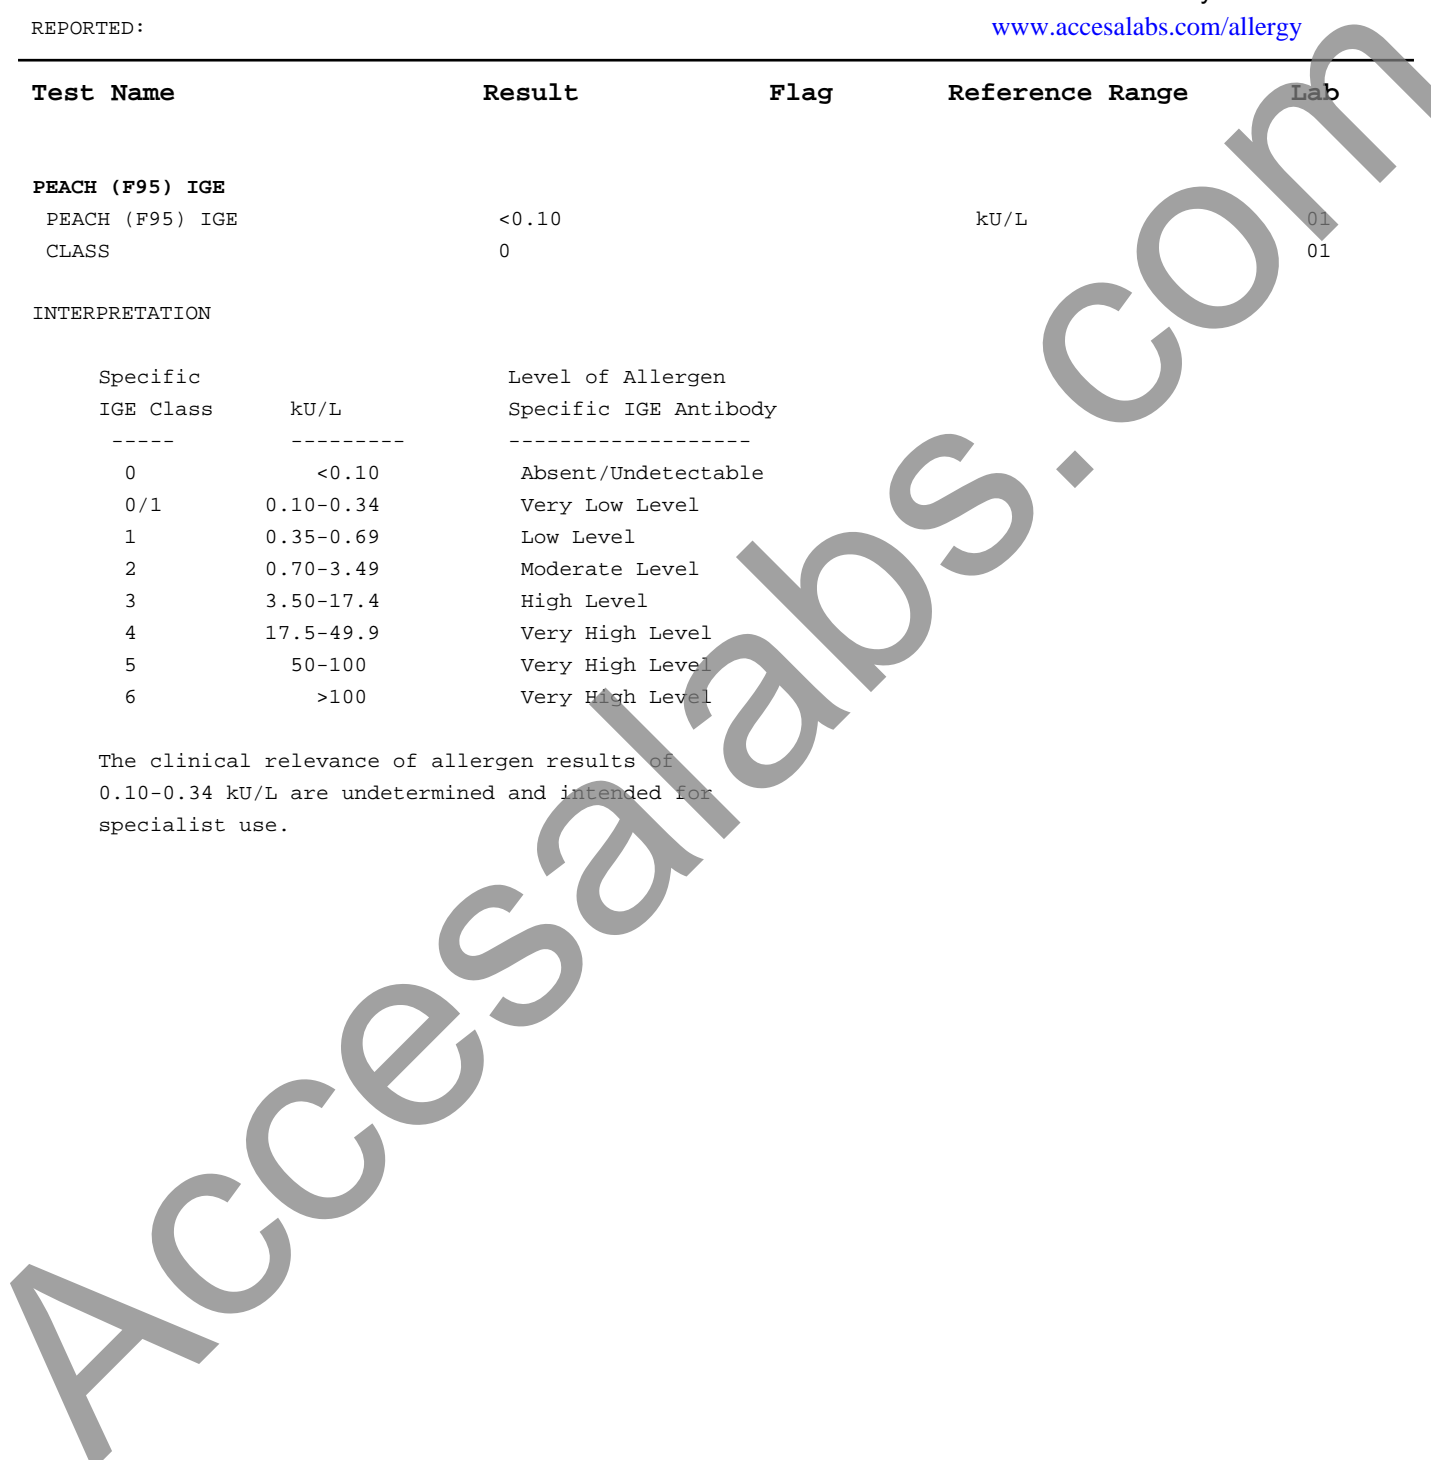 REPORTED: www.accesalabs.com/allergy
Test Name Result Flag Reference Range Lab
PEACH (F95) IGE
PEACH (F95) IGE <0.10 kU/L 01
CLASS 0 01
INTERPRETATION
Specific Level of Allergen
IGE Class kU/L Specific IGE Antibody
----- --------- -------------------
0 <0.10 Absent/Undetectable
0/1 0.10-0.34 Very Low Level
1 0.35-0.69 Low Level
2 0.70-3.49 Moderate Level
3 3.50-17.4 High Level
4 17.5-49.9 Very High Level
5 50-100 Very High Level
6 >100 Very High Level
The clinical relevance of allergen results of
0.10-0.34 kU/L are undetermined and intended for
specialist use.
Accesalabs.com